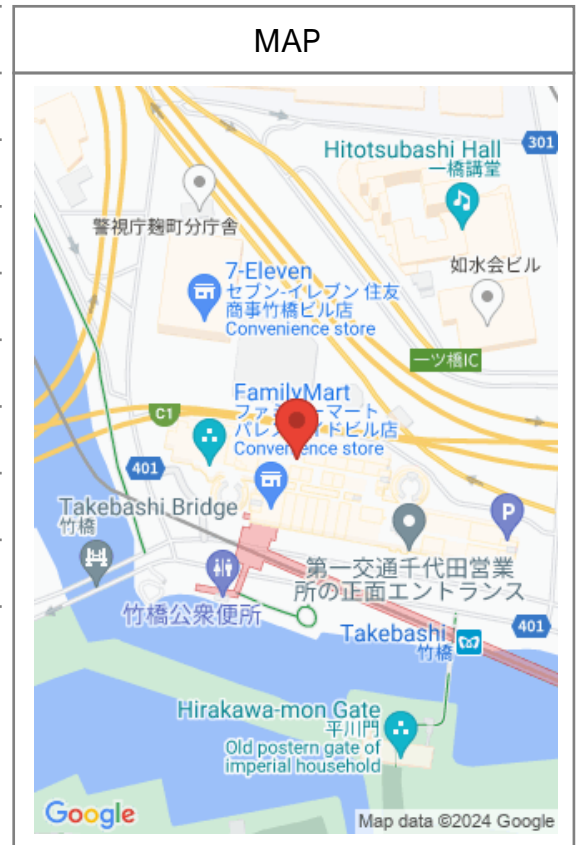 MAP
Hitotsubashi Hall
一橋講堂
301
警視庁麹町分庁舎
如水会ビル
7-Eleven
セブン-イレブン 住友
商事竹橋ビル店
Convenience store
一ツ橋IC
FamilyMart
C1
Convenience store
401
Takebashi Bridge
竹橋
P
第一交通千代田営業
所の正面エントランス
竹橋公衆便所
Takebashi
竹橋
401
Hirakawa-mon Gate
平川門
Old postern gate of
imperial household
Google
Map data ©2024 Google